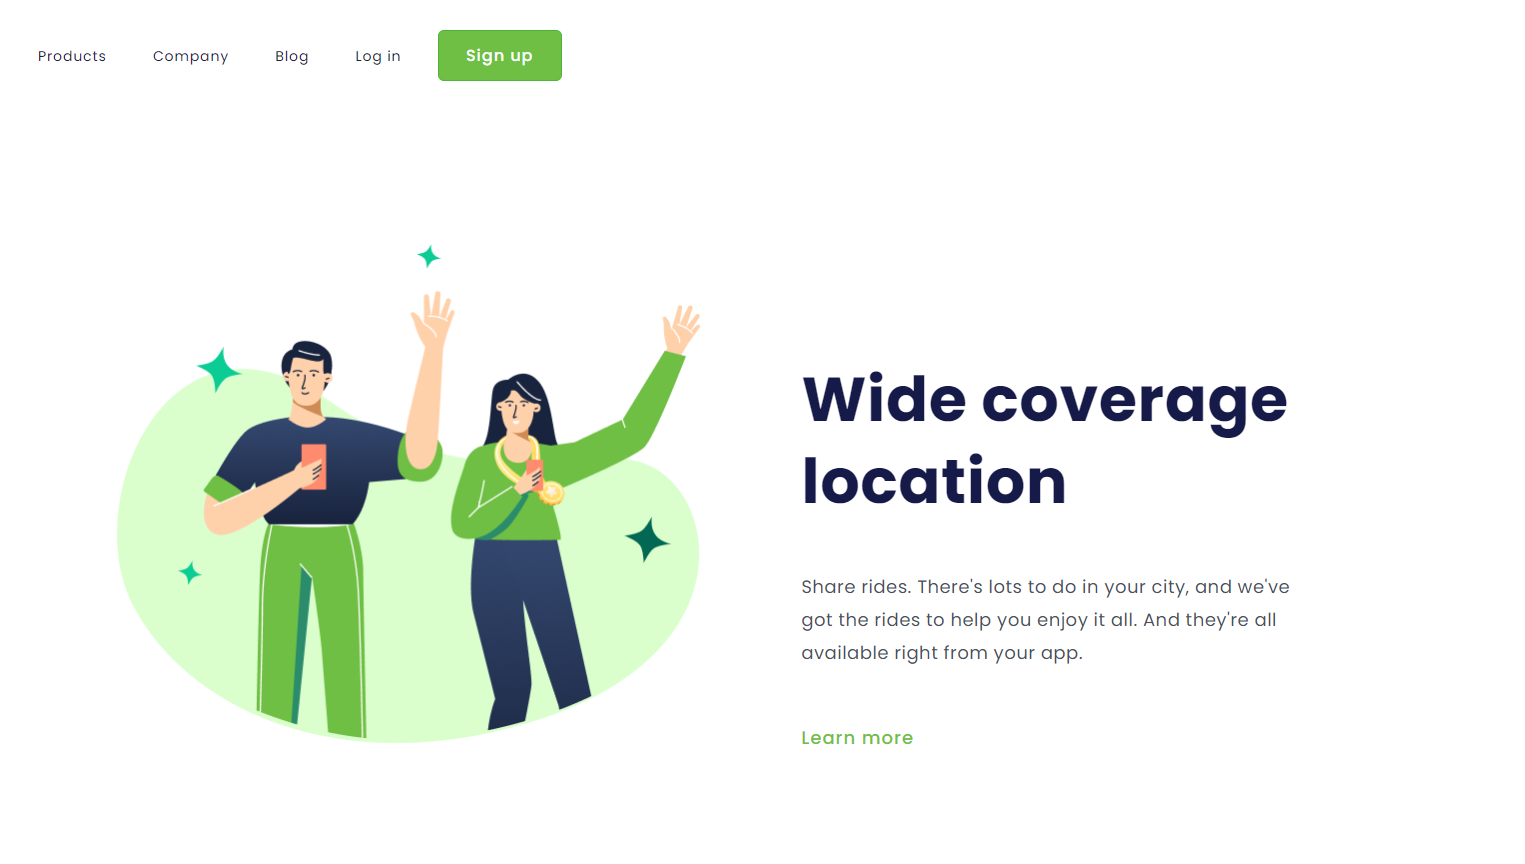 Products Company Blog Log in Sign up
Wide coverage
location
Share rides. There's lots to do in your city, and we've
got the rides to help you enjoy it all. And they're all
available right from your app.
Learn more